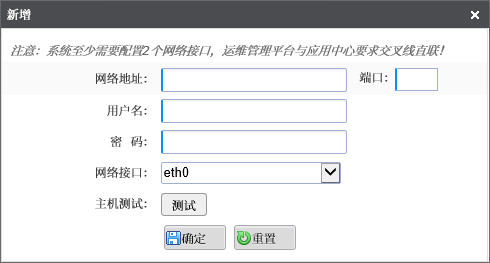 新增
注意：系统至少需要配置2个网络接口，运维管理平台与应用中心要求交叉线直联！
网络地址： 端口：
用户名：
密 码：
网络接口： eth0
主机测试： 测试
确定 重置